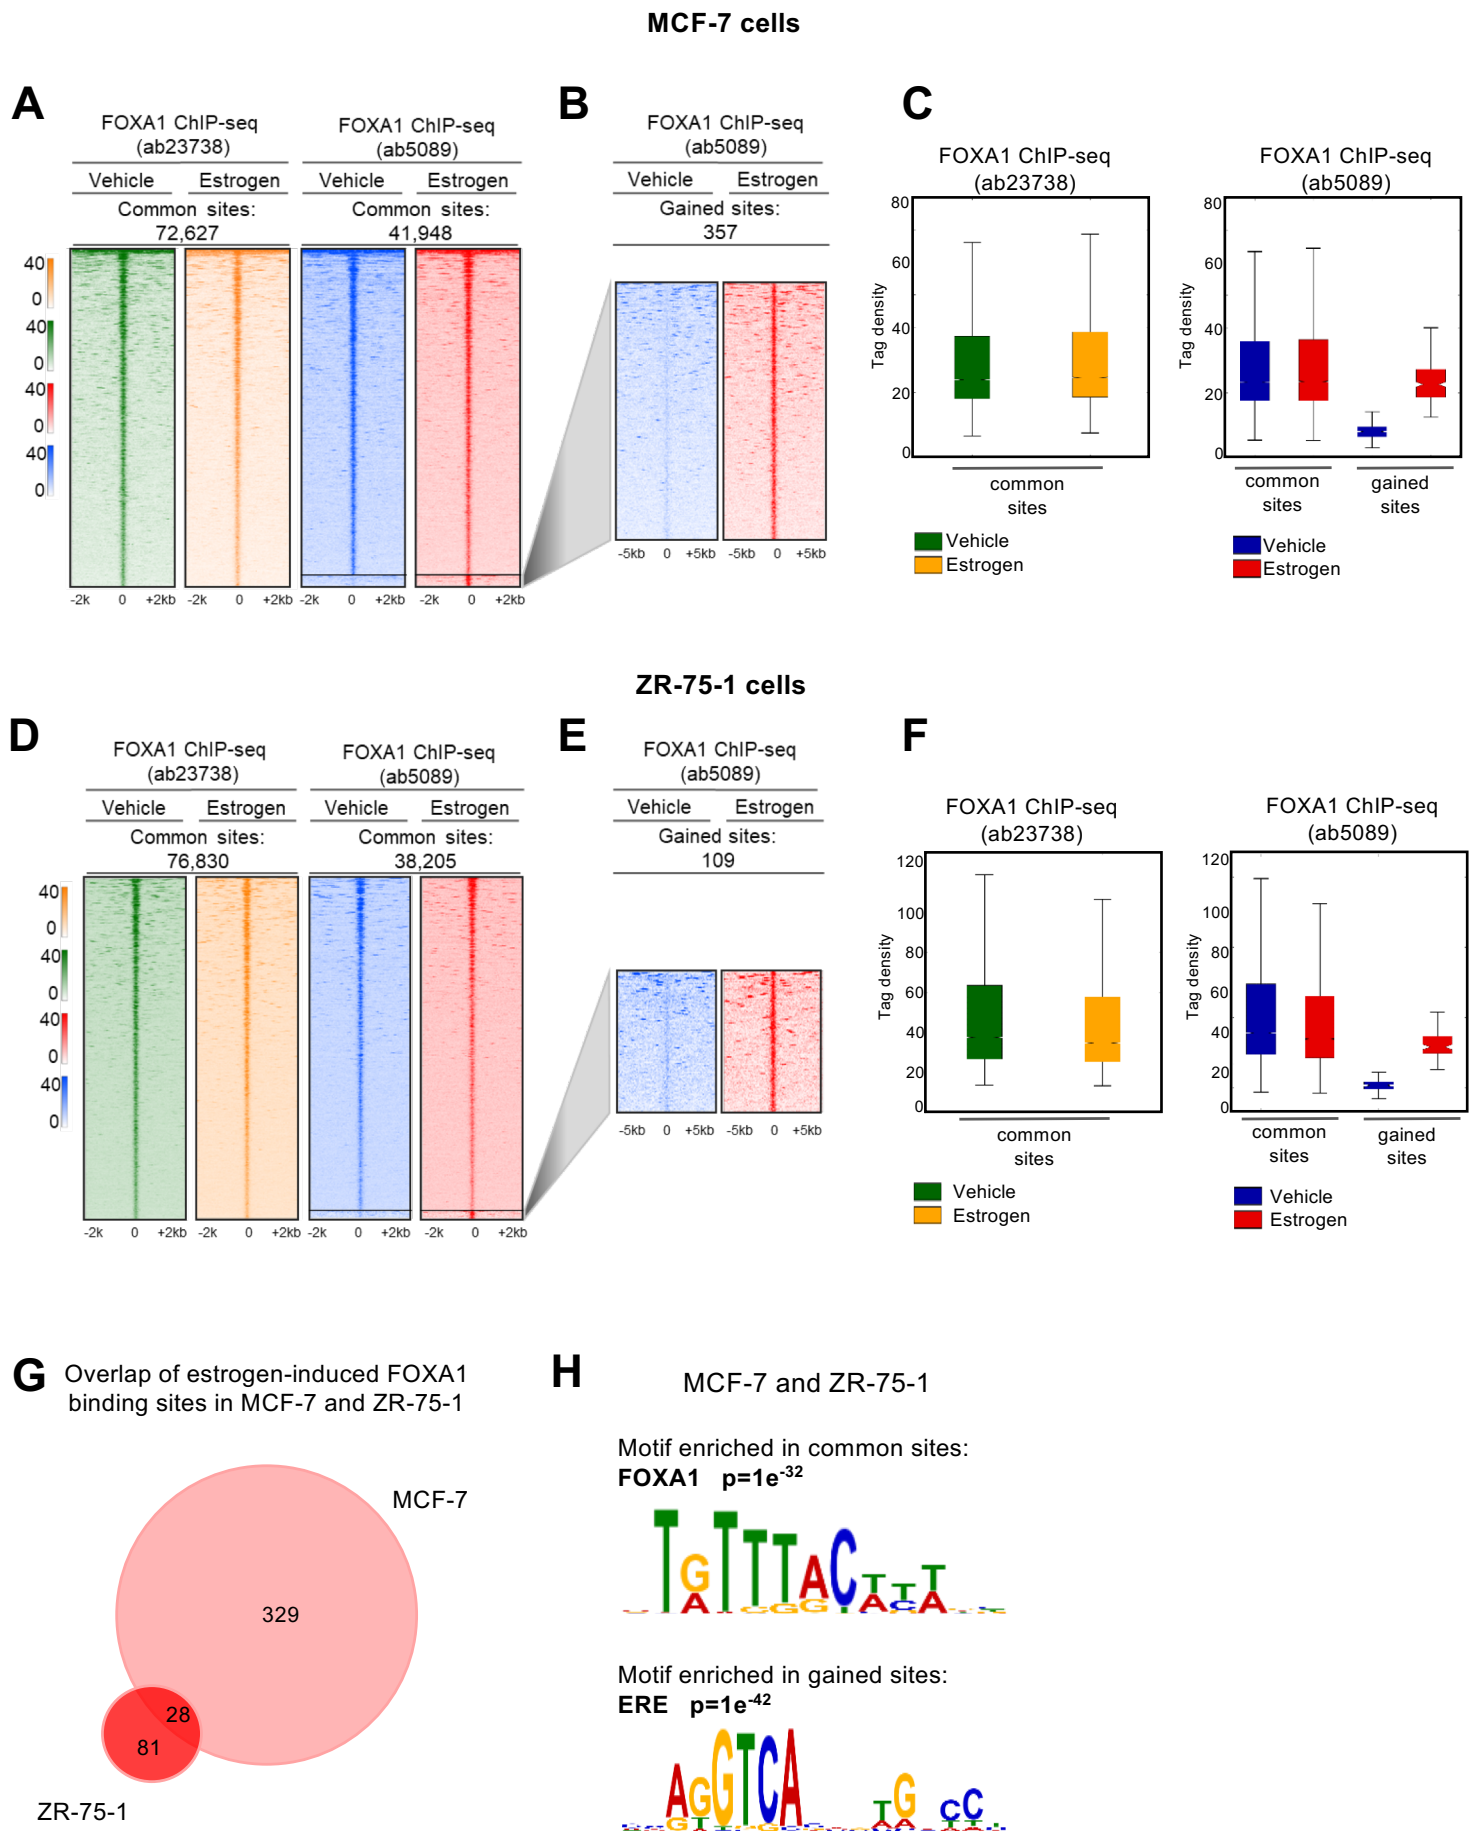 MCF-7 cells
A
FOXA1 ChIP-seq
(ab23738)
FOXA1 ChIP-seq
(ab5089)
Vehicle
Estrogen
Vehicle
Estrogen
Common sites:
72,627
Common sites:
41,948
40
0
40
0
40
0
40
0
-2k
0
+2kb
-2k
0
+2kb
-2k
0
+2kb
-2k
0
+2kb
B
FOXA1 ChIP-seq
(ab5089)
Vehicle
Estrogen
Gained sites:
357
-5kb
0
+5kb
-5kb
0
+5kb
C
FOXA1 ChIP-seq
(ab23738)
80
60
40
20
0
Tag density
common
sites
Vehicle
Estrogen
FOXA1 ChIP-seq
(ab5089)
80
60
40
20
0
Tag density
common
sites
gained
sites
Vehicle
Estrogen
ZR-75-1 cells
D
FOXA1 ChIP-seq
(ab23738)
FOXA1 ChIP-seq
(ab5089)
Vehicle
Estrogen
Vehicle
Estrogen
Common sites:
76,830
Common sites:
38,205
40
0
40
0
40
0
40
0
-2k
0
+2kb
-2k
0
+2kb
-2k
0
+2kb
-2k
0
+2kb
E
FOXA1 ChIP-seq
(ab5089)
Vehicle
Estrogen
Gained sites:
109
-5kb
0
+5kb
-5kb
0
+5kb
F
FOXA1 ChIP-seq
(ab23738)
120
100
80
60
40
20
0
Tag density
common
sites
Vehicle
Estrogen
FOXA1 ChIP-seq
(ab5089)
120
100
80
60
40
20
0
Tag density
common
sites
gained
sites
Vehicle
Estrogen
G
Overlap of estrogen-induced FOXA1
binding sites in MCF-7 and ZR-75-1
MCF-7
329
28
81
ZR-75-1
H
MCF-7 and ZR-75-1
Motif enriched in common sites:
FOXA1 p=1e-32
TGTTTACTTT
Motif enriched in gained sites:
ERE p=1e-42
AGGTCA TG CC